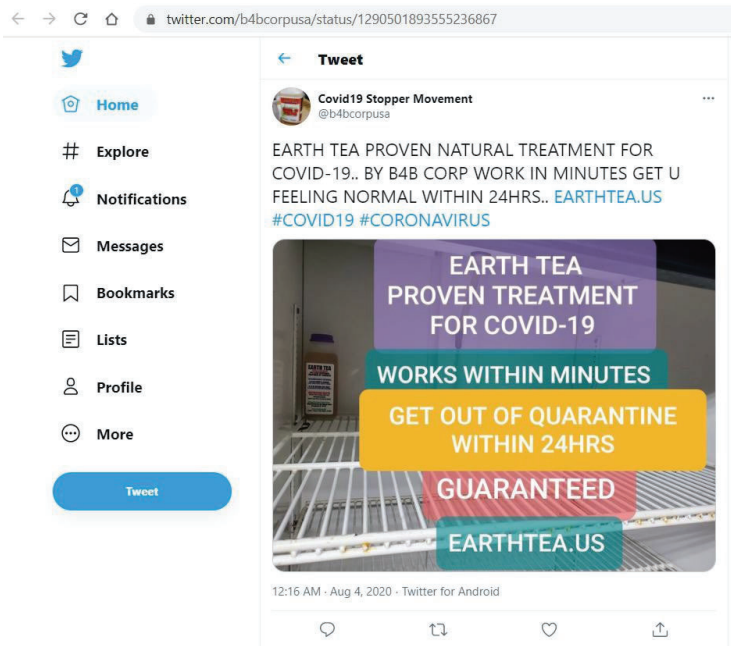 twitter.com/b4bcorpusa/status/1290501893555236867
Home
Explore
1
Notifications
Messages
Bookmarks
Lists
Profile
More
Tweet
Tweet
Covid19 Stopper Movement
@b4bcorpusa
EARTH TEA PROVEN NATURAL TREATMENT FOR
COVID-19.. BY B4B CORP WORK IN MINUTES GET U
FEELING NORMAL WITHIN 24HRS.. EARTHTEA.US
#COVID19 #CORONAVIRUS
EARTH TEA
PROVEN TREATMENT
FOR COVID-19
EARTH TEA
WORKS WITHIN MINUTES
GET OUT OF QUARANTINE
WITHIN 24HRS
GUARANTEED
EARTHTEA.US
12:16 AM · Aug 4, 2020 · Twitter for Android